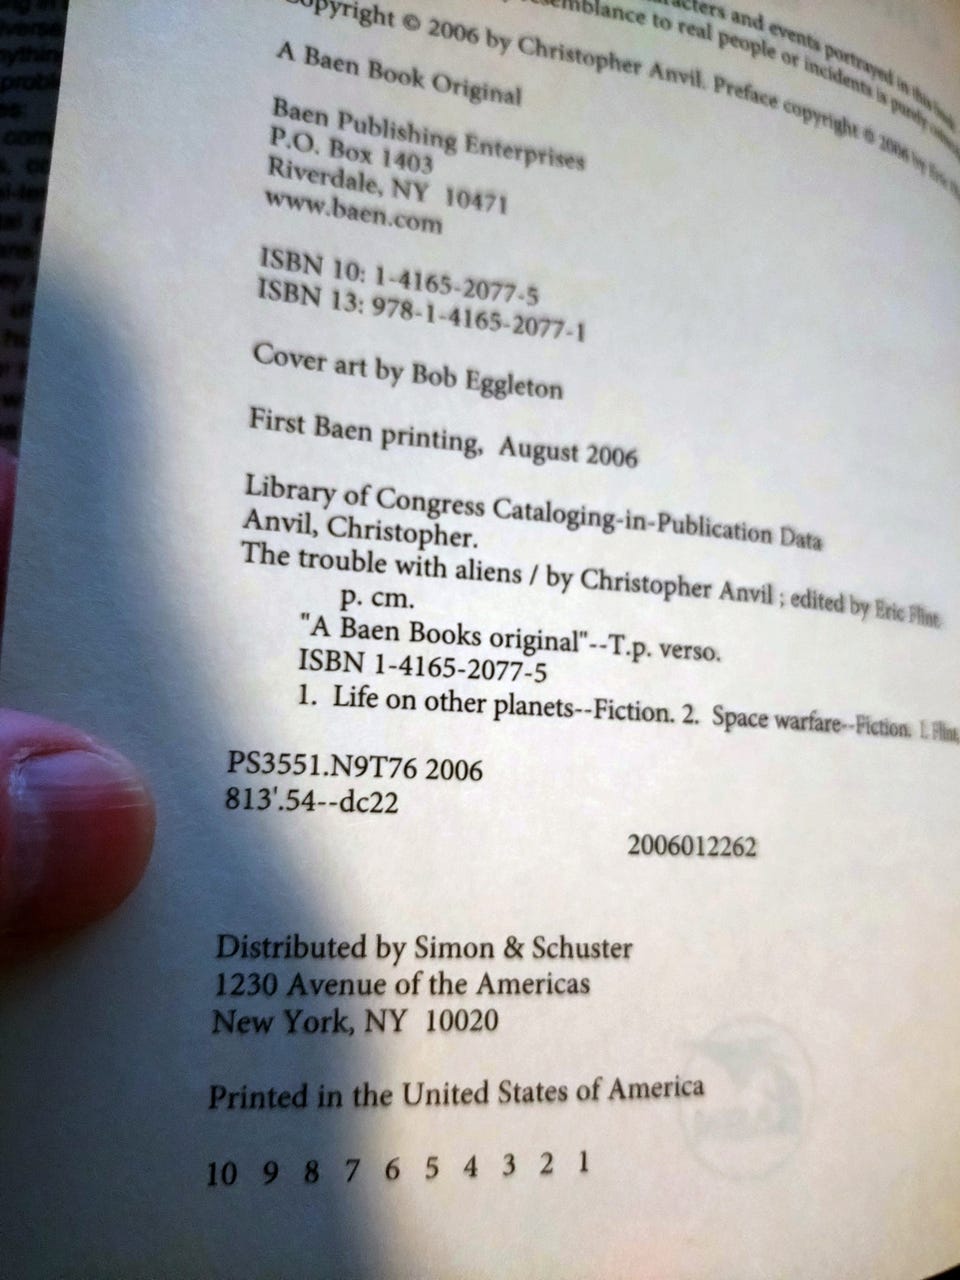 characters and events portrayed in this book
resemblance to real people or incidents is purely
Copyright © 2006 by Christopher Anvil. Preface copyright © 2006 by Eric
A Baen Book Original
Baen Publishing Enterprises
P.O. Box 1403
Riverdale, NY 10471
www.baen.com
ISBN 10: 1-4165-2077-5
ISBN 13: 978-1-4165-2077-1
Cover art by Bob Eggleton
First Baen printing, August 2006
Library of Congress Cataloging-in-Publication Data
Anvil, Christopher.
The trouble with aliens / by Christopher Anvil ; edited by Eric Flint.
p. cm.
"A Baen Books original"--T.p. verso.
ISBN 1-4165-2077-5
1. Life on other planets--Fiction. 2. Space warfare--Fiction. I. Flint,
PS3551.N9T76 2006
813'.54--dc22
2006012262
Distributed by Simon & Schuster
1230 Avenue of the Americas
New York, NY 10020
Printed in the United States of America
10 9 8 7 6 5 4 3 2 1